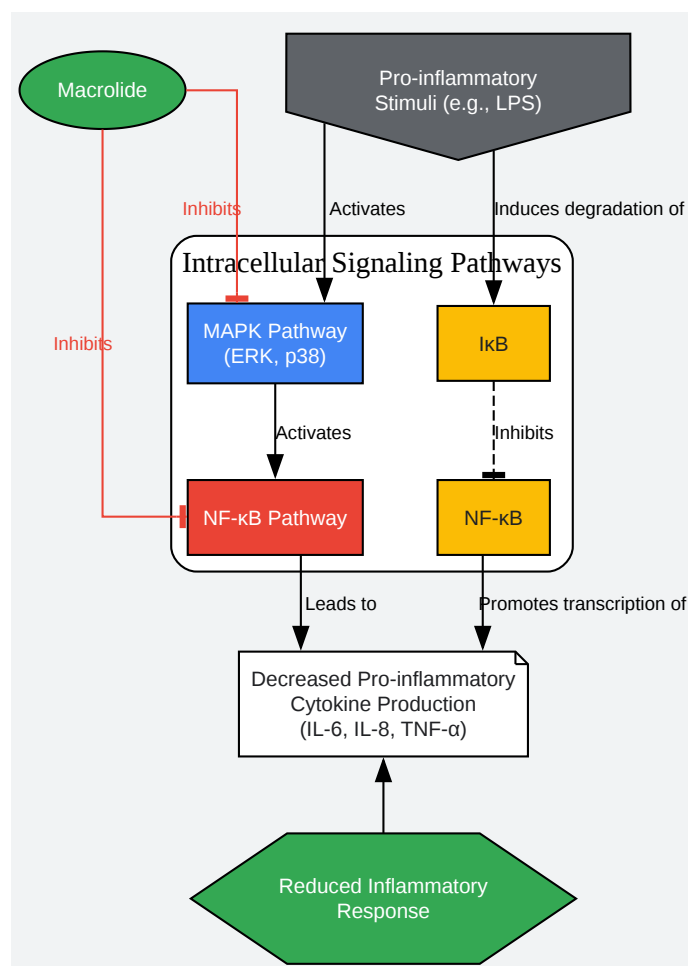 Macrolide
Pro-inflammatory
Stimuli (e.g., LPS)
Inhibits
Activates
Induces degradation of
Intracellular Signaling Pathways
MAPK Pathway
(ERK, p38)
IκB
Inhibits
Activates
Inhibits
NF-κB Pathway
NF-κB
Leads to
Promotes transcription of
Decreased Pro-inflammatory
Cytokine Production
(IL-6, IL-8, TNF-α)
Reduced Inflammatory
Response